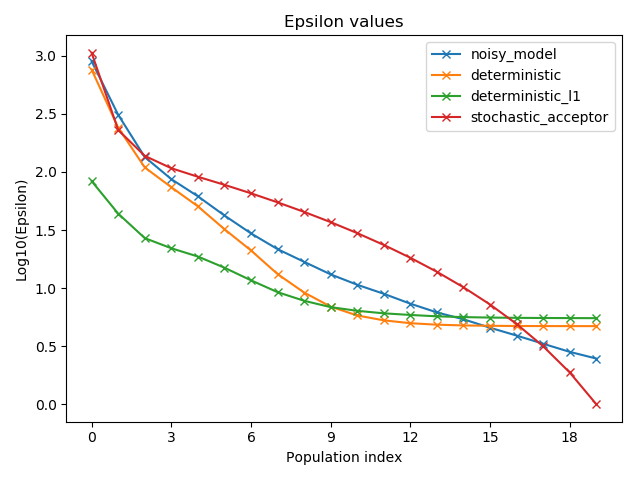 Epsilon values
noisy_model
deterministic
deterministic_l1
stochastic_acceptor
Log10(Epsilon)
3.0
2.5
2.0
1.5
1.0
0.5
0.0
0 3 6 9 12 15 18
Population index